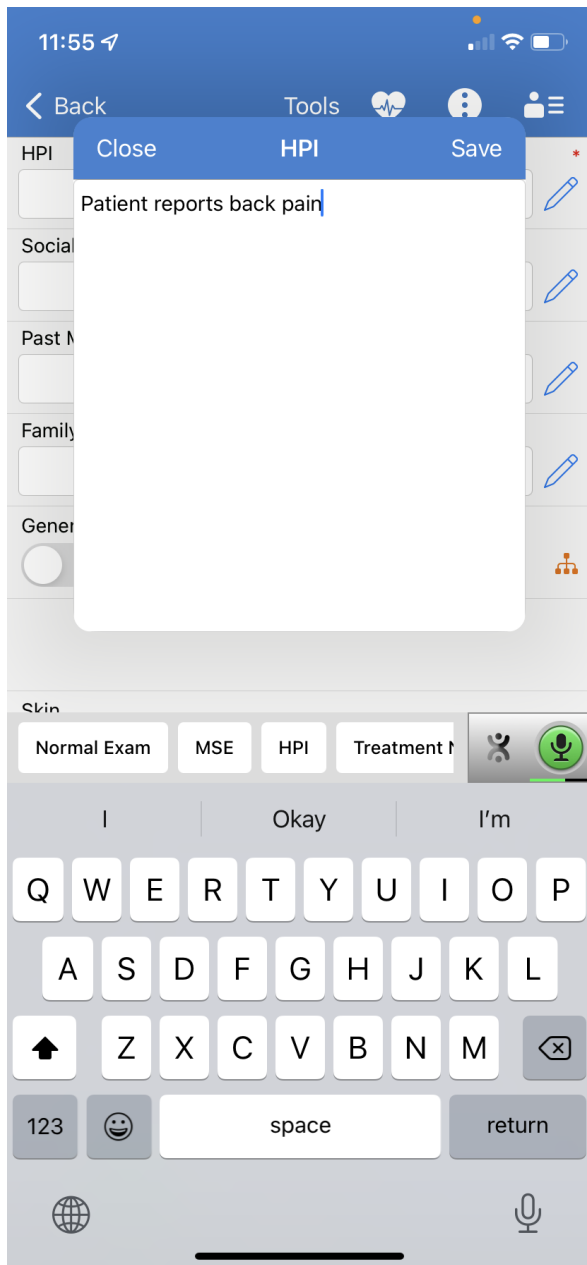 11:55
Back
Tools
Close
HPI
Save
HPI
*
Patient reports back pain
Social
Past M
Family
Gener
Skin
Normal Exam
MSE
HPI
Treatment N
I
Okay
I'm
Q W E R T Y U I O P
A S D F G H J K L
Z X C V B N M
123
space
return